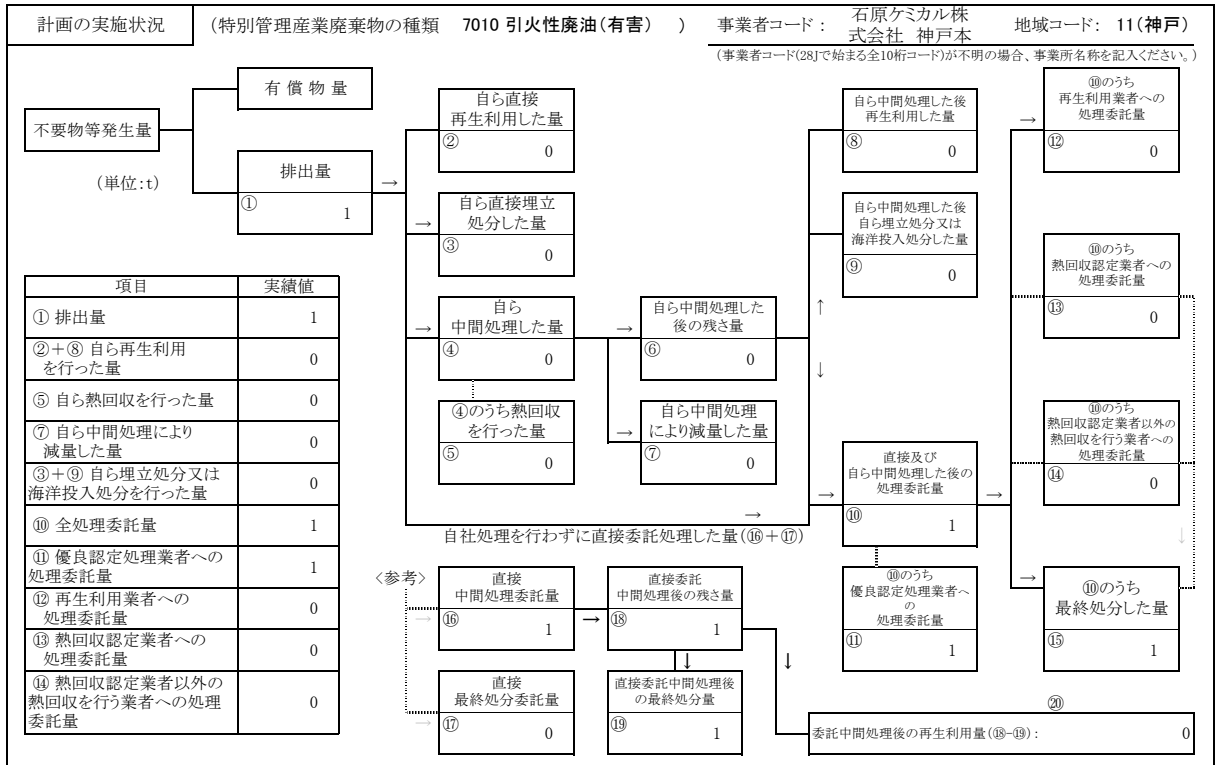 計画の実施状況
(特別管理産業廃棄物の種類 7010 引火性廃油(有害) )
事業者コード:
石原ケミカル株
式会社 神戸本
地域コード: 11(神戸)
(事業者コード(28Jで始まる全10桁コード)が不明の場合、事業所名称を記入ください。)
不要物等発生量
(単位:t)
有償物量
排出量
→
①
1
自ら直接
再生利用した量
②
0
→
自ら直接埋立
処分した量
③
0
→
自ら
中間処理した量
④
0
④のうち熱回収
を行った量
⑤
0
→
自ら中間処理した
後の残さ量
⑥
0
→
自ら中間処理
により減量した量
⑦
0
自ら中間処理した後
再生利用した量
⑧
0
自ら中間処理した後
自ら埋立処分又は
海洋投入処分した量
⑨
0
↑
↓
→
自社処理を行わずに直接委託処理した量(⑯+⑰)
→
直接及び
自ら中間処理した後の
処理委託量
⑩
1
→
⑩のうち
優良認定処理業者へ
の
処理委託量
⑪
1
→
⑩のうち
再生利用業者への
処理委託量
⑫
0
⑩のうち
熱回収認定業者への
処理委託量
⑬
0
⑩のうち
熱回収認定業者以外の
熱回収を行う業者への
処理委託量
⑭
0
↓
→
⑩のうち
最終処分した量
⑮
1
項目 実績値
① 排出量 1
②+⑧ 自ら再生利用
を行った量
0
⑤ 自ら熱回収を行った量 0
⑦ 自ら中間処理により
減量した量
0
③+⑨ 自ら埋立処分又は
海洋投入処分を行った量
0
⑩ 全処理委託量 1
⑪ 優良認定処理業者への
処理委託量
1
⑫ 再生利用業者への
処理委託量
0
⑬ 熱回収認定業者への
処理委託量
0
⑭ 熱回収認定業者以外の
熱回収を行う業者への処理
委託量
0
<参考>
→
直接
中間処理委託量
⑯
1
→
直接委託
中間処理後の残さ量
⑱
1
→
直接
最終処分委託量
⑰
0
↓
直接委託中間処理後
の最終処分量
⑲
1
↓
⑳
委託中間処理後の再生利用量(⑱-⑲): 0